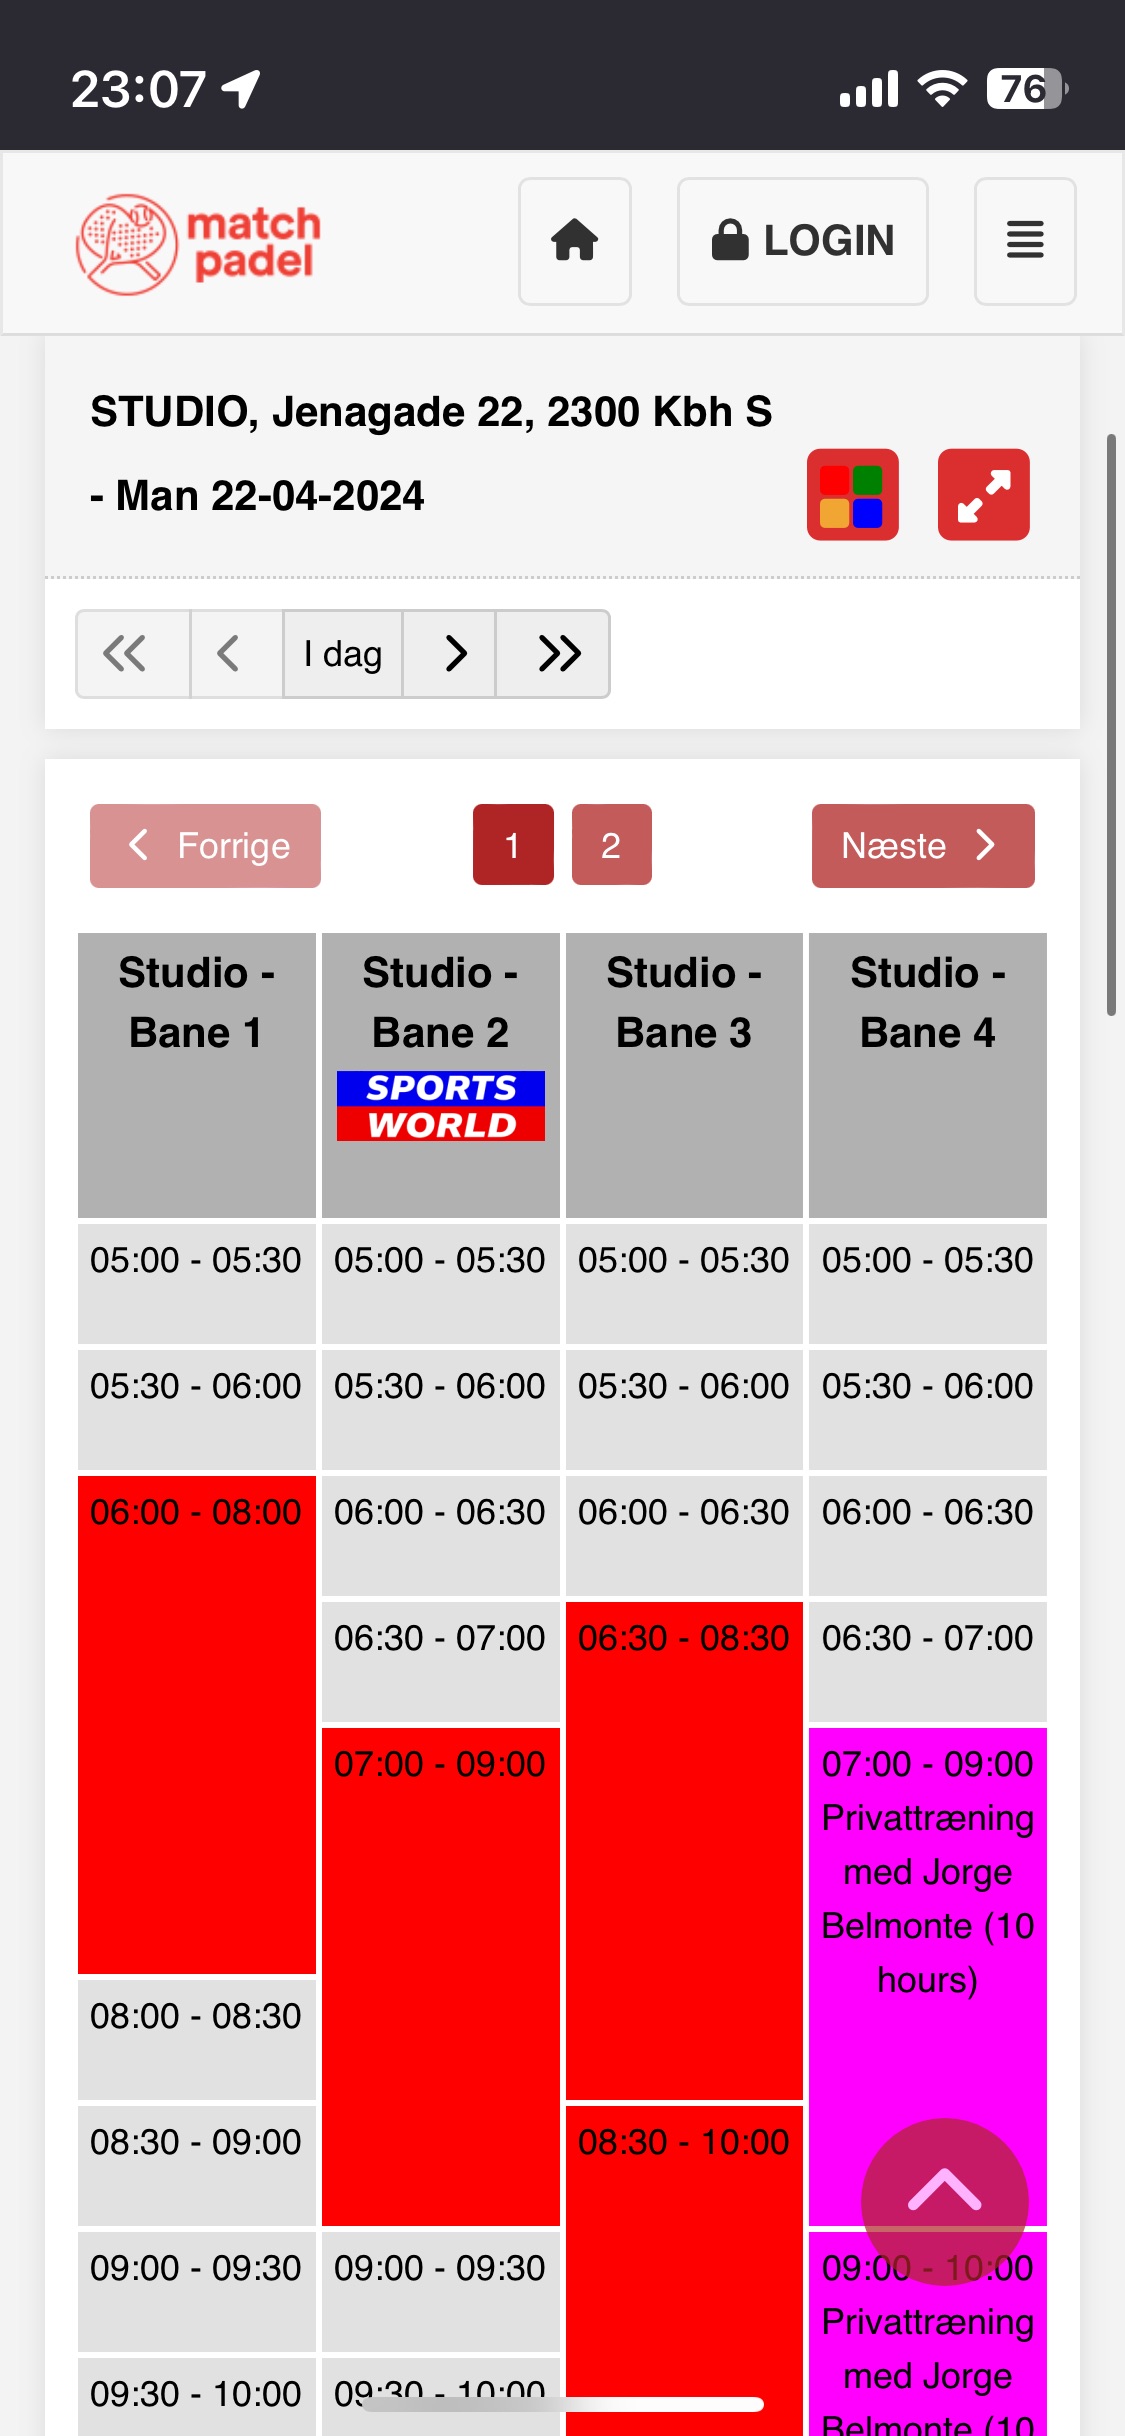 23:07
76
match
padel
LOGIN
STUDIO, Jenagade 22, 2300 Kbh S
- Man 22-04-2024
I dag
Forrige
1
2
Næste
Studio -
Bane 1
Studio -
Bane 2
SPORTS
WORLD
Studio -
Bane 3
Studio -
Bane 4
05:00 - 05:30
05:00 - 05:30
05:00 - 05:30
05:00 - 05:30
05:30 - 06:00
05:30 - 06:00
05:30 - 06:00
05:30 - 06:00
06:00 - 08:00
06:00 - 06:30
06:00 - 06:30
06:00 - 06:30
06:30 - 07:00
06:30 - 08:30
06:30 - 07:00
07:00 - 09:00
07:00 - 09:00
Privattræning
med Jorge
Belmonte (10
hours)
08:00 - 08:30
08:30 - 09:00
08:30 - 10:00
09:00 - 09:30
09:00 - 09:30
09:00 - 10:00
Privattræning
med Jorge
Belmonte (10
09:30 - 10:00
09:30 - 10:00